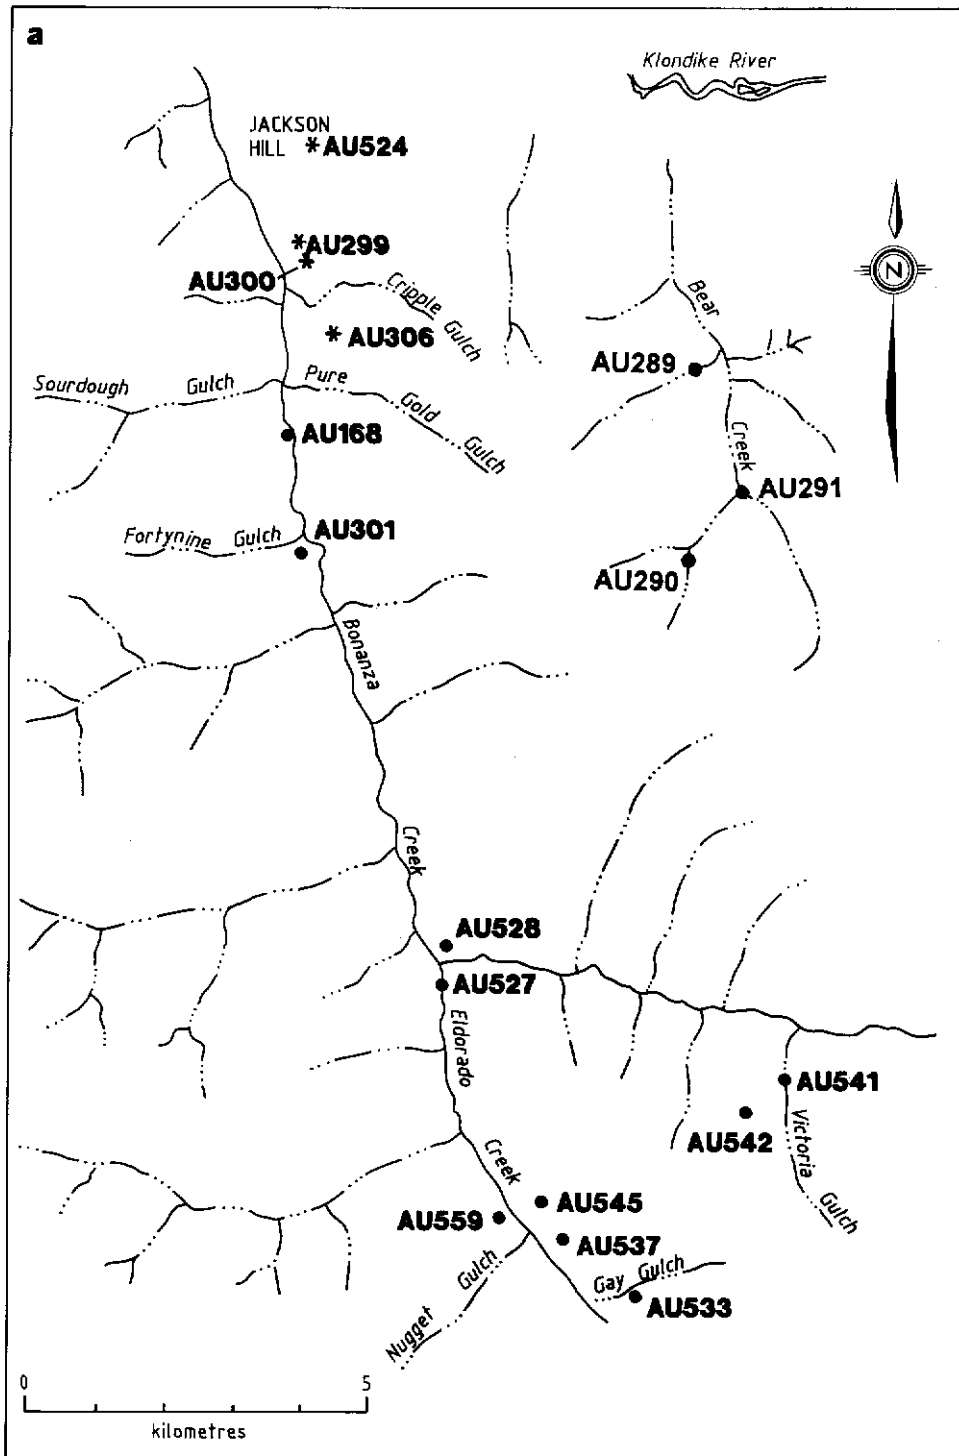 a
Klondike River
JACKSON
HILL
* AU524
* AU299
*
AU300
Cripple Gulch
* AU306
N
Bear
Creek
AU289
Sourdough Gulch
Pure Gold Gulch
AU168
AU291
Fortynine Gulch
AU301
AU290
Bonanza
Creek
AU528
AU527
Eldorado
Creek
AU541
AU542
Victoria
Gulch
AU545
AU559
AU537
Nugget Gulch
Gay Gulch
AU533
0 5
kilometres